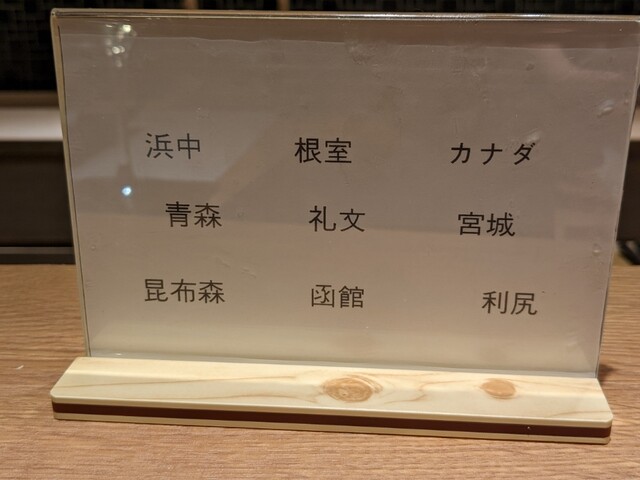 浜中 根室 カナダ
青森 礼文 宮城
昆布森 函館 利尻